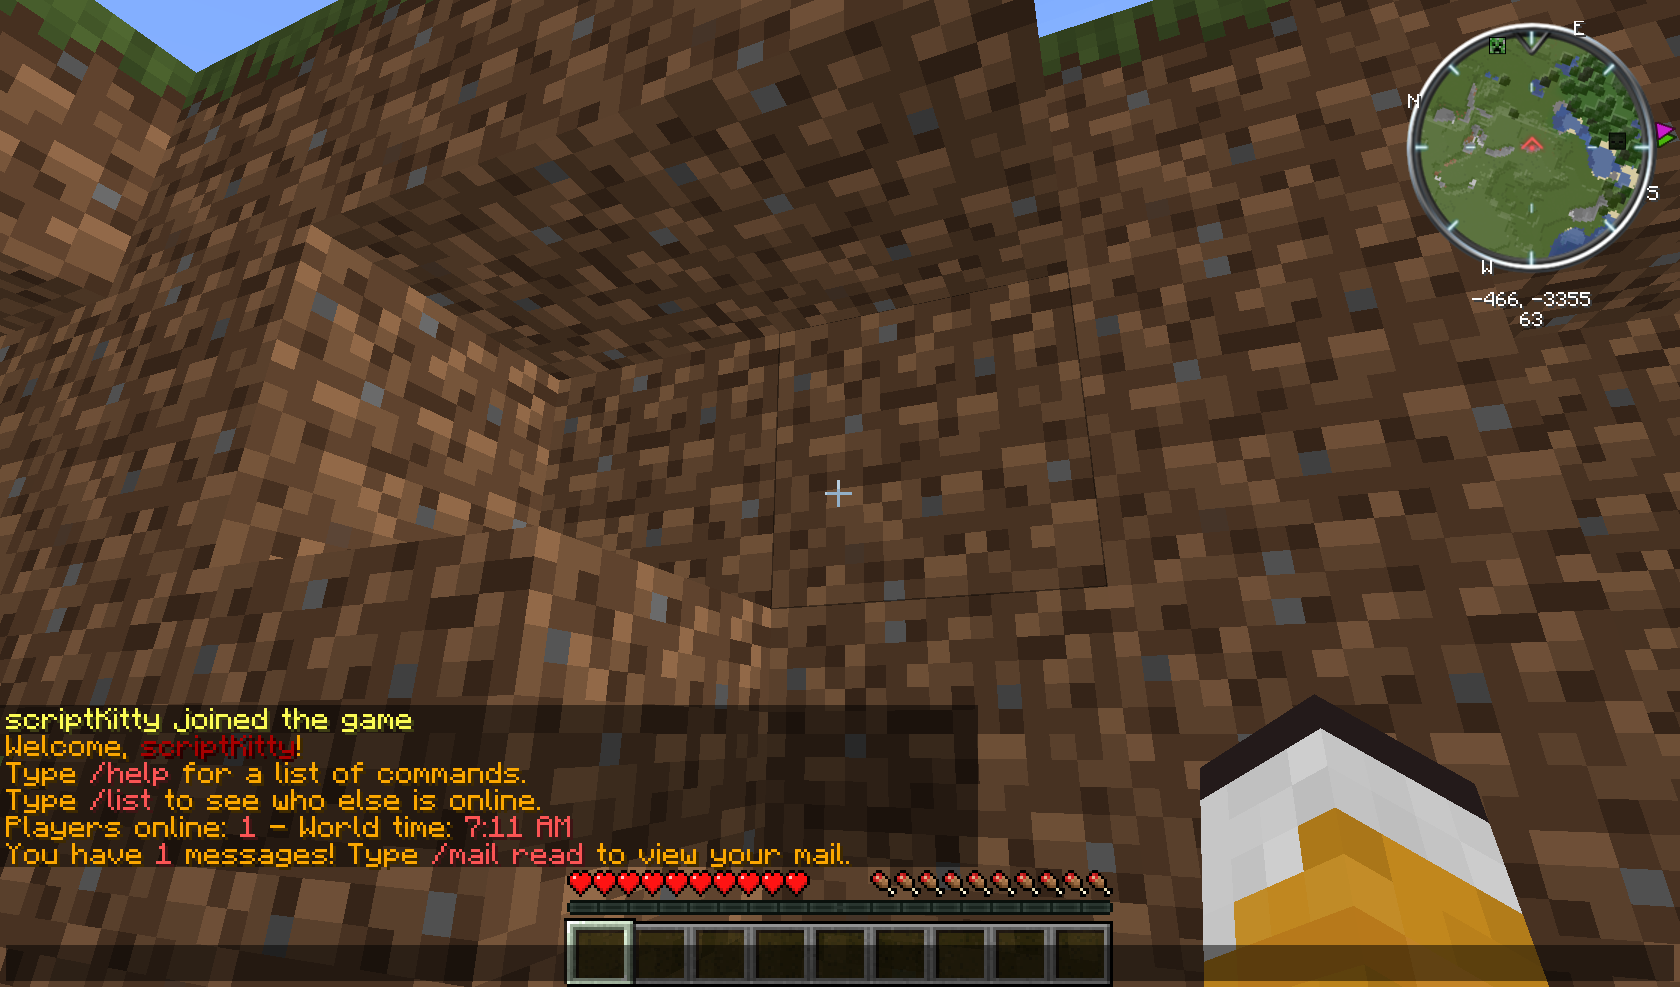 E
N
S
W
-466, -3355
63
scriptKitty joined the game
Welcome, scriptKitty!
Type /help for a list of commands.
Type /list to see who else is online.
Players online: 1 - World time: 7:11 AM
You have 1 messages! Type /mail read to view your mail.